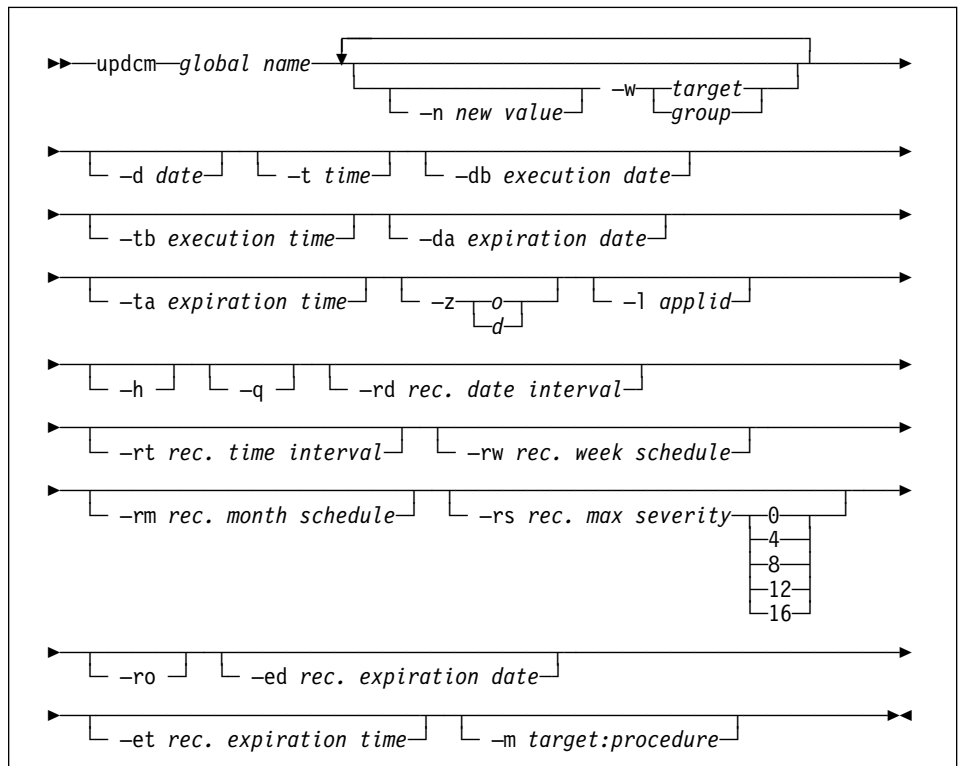 updcm global name
–n new value –w target
group
–d date –t time –db execution date
–tb execution time –da expiration date
–ta expiration time –z o –l applid
d
–h –q –rd rec. date interval
–rt rec. time interval –rw rec. week schedule
–rm rec. month schedule –rs rec. max severity 0
4
8
12
16
–ro –ed rec. expiration date
–et rec. expiration time –m target:procedure